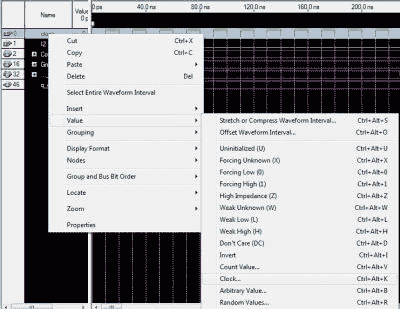 Name
Value
0 p
0 ps
40.0 ns
80.0 ns
120.0 ns
160.0 ns
200.0 ns
0
1
2
16
32
46
Cut Ctrl+X
Copy Ctrl+C
Paste
Delete Del
Select Entire Waveform Interval
Insert
Value
Grouping
Display Format
Nodes
Group and Bus Bit Order
Locate
Zoom
Properties
Stretch or Compress Waveform Interval... Ctrl+Alt+S
Offset Waveform Interval... Ctrl+Alt+O
Uninitialized (U) Ctrl+Alt+U
Forcing Unknown (X) Ctrl+Alt+X
Forcing Low (0) Ctrl+Alt+0
Forcing High (1) Ctrl+Alt+1
High Impedance (Z) Ctrl+Alt+Z
Weak Unknown (W) Ctrl+Alt+W
Weak Low (L) Ctrl+Alt+L
Weak High (H) Ctrl+Alt+H
Don't Care (DC) Ctrl+Alt+D
Invert Ctrl+Alt+I
Count Value... Ctrl+Alt+V
Clock... Ctrl+Alt+K
Arbitrary Value... Ctrl+Alt+B
Random Values... Ctrl+Alt+R